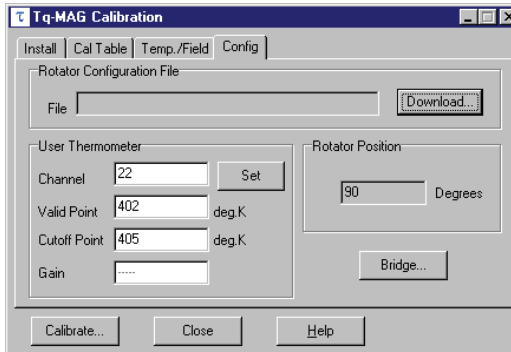 τ Tq-MAG Calibration
Install Cal Table Temp./Field Config
Rotator Configuration File
File Download...
User Thermometer
Channel 22 Set
Valid Point 402 deg.K
Cutoff Point 405 deg.K
Gain -----
Rotator Position
90 Degrees
Bridge...
Calibrate... Close Help